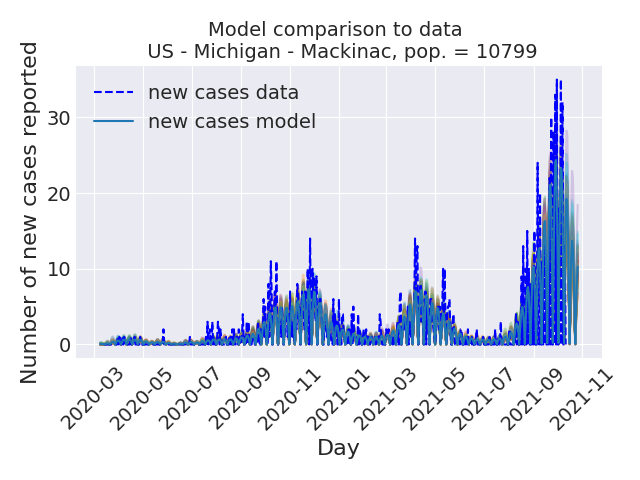 Model comparison to data
US - Michigan - Mackinac, pop. = 10799
Number of new cases reported
new cases data
new cases model
30
20
10
0
2020-03
2020-05
2020-07
2020-09
2020-11
2021-01
2021-03
2021-05
2021-07
2021-09
2021-11
Day